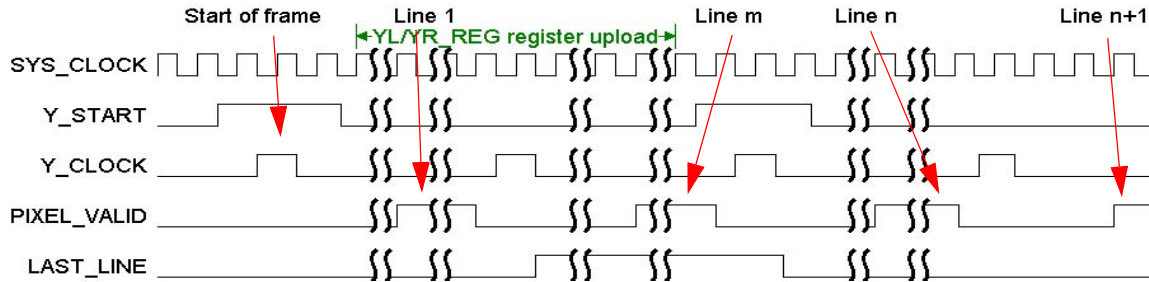 Start of frame
Line 1
Line m
Line n
Line n+1
YL/YR_REG register upload
SYS_CLOCK
Y_START
Y_CLOCK
PIXEL_VALID
LAST_LINE